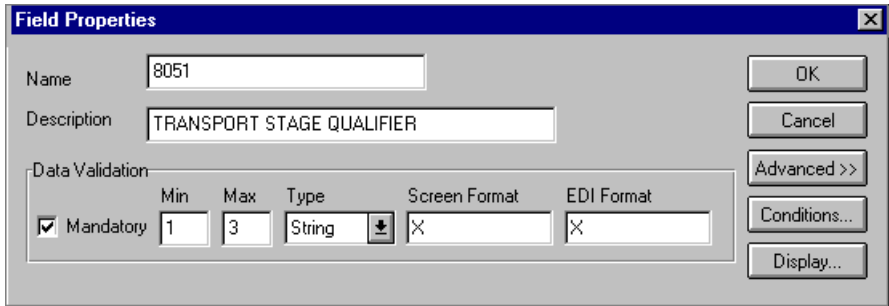 Field Properties
Name 8051 OK
Description TRANSPORT STAGE QUALIFIER Cancel
Data Validation Advanced >>
Min Max Type Screen Format EDI Format
Mandatory 1 3 String X X Conditions...
Display...